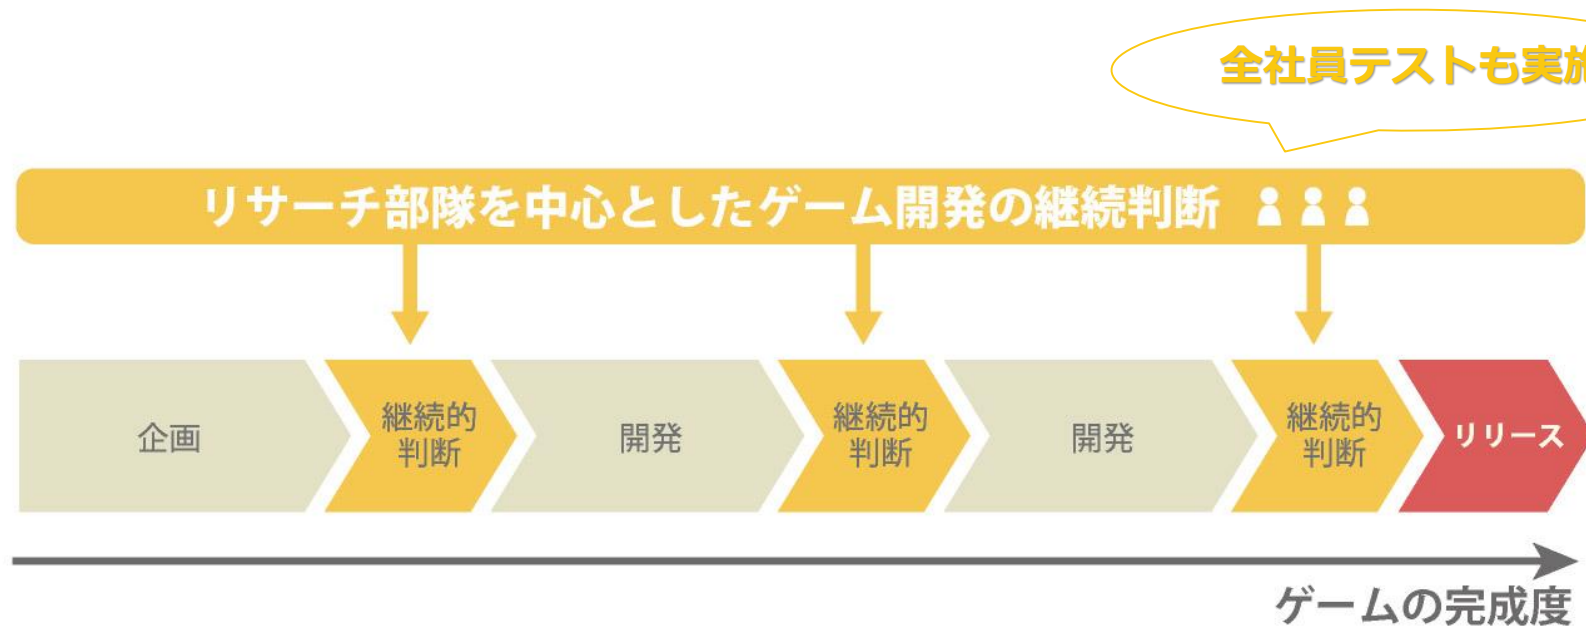 全社員テストも実施
リサーチ部隊を中心としたゲーム開発の継続判断
企画
継続的
判断
開発
継続的
判断
開発
継続的
判断
リリース
ゲームの完成度